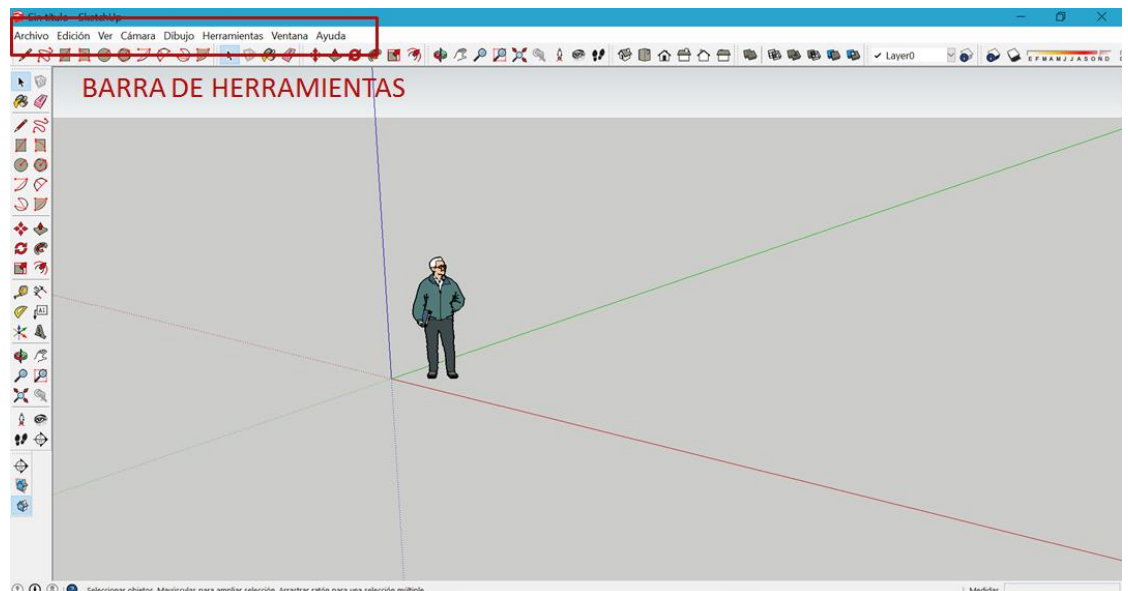 Sin título - SketchUp
Archivo Edición Ver Cámara Dibujo Herramientas Ventana Ayuda
Layer0
E F M A M J J A S O N D
BARRA DE HERRAMIENTAS
Seleccionar objetos. Mayúsculas para ampliar selección. Arrastrar ratón para una selección múltiple.
Medidas